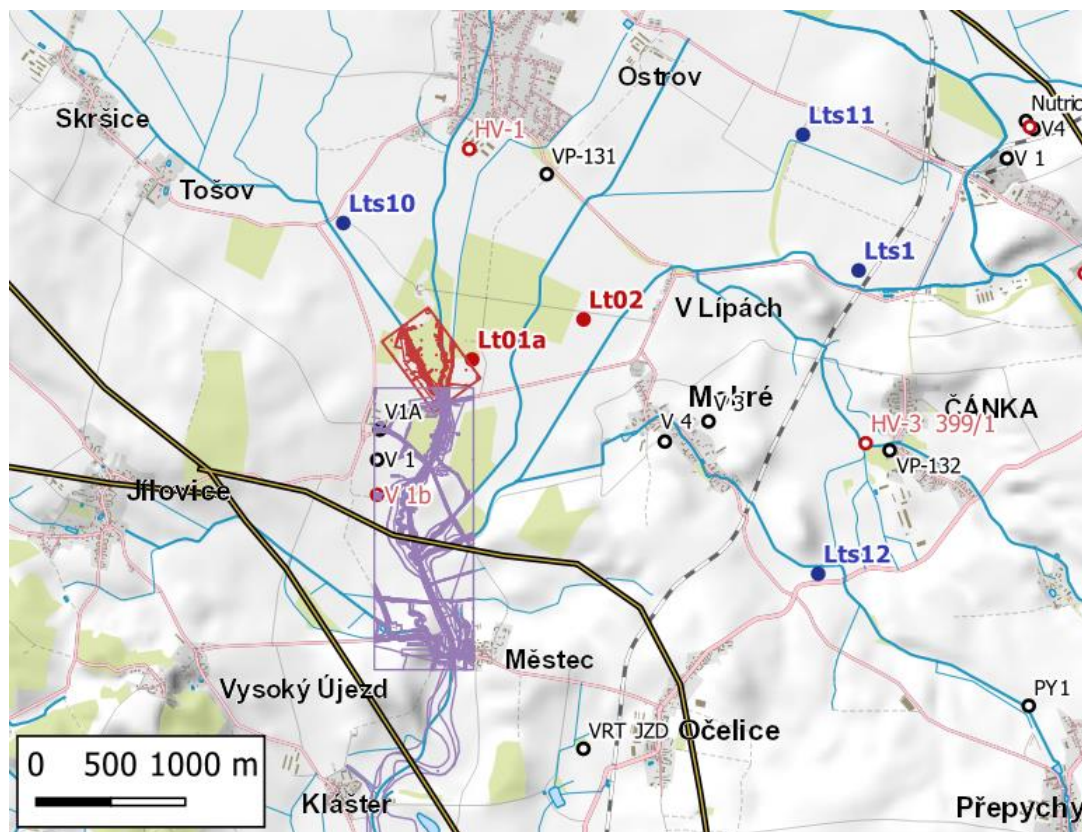 Ostrov
Nutric
V4
Skršice
HV-1
Lts11
VP-131
V 1
Tošov
Lts10
Lts1
Lt02
V Lípách
Lt01a
V1A
Mokré
V 3
V 4
ČÁNKA
HV-3 399/1
VP-132
V 1
Jílovice
V 1b
Lts12
Městec
Vysoký Újezd
PY1
VRT JZD
Očelice
0 500 1000 m
Klášter
Přepychy